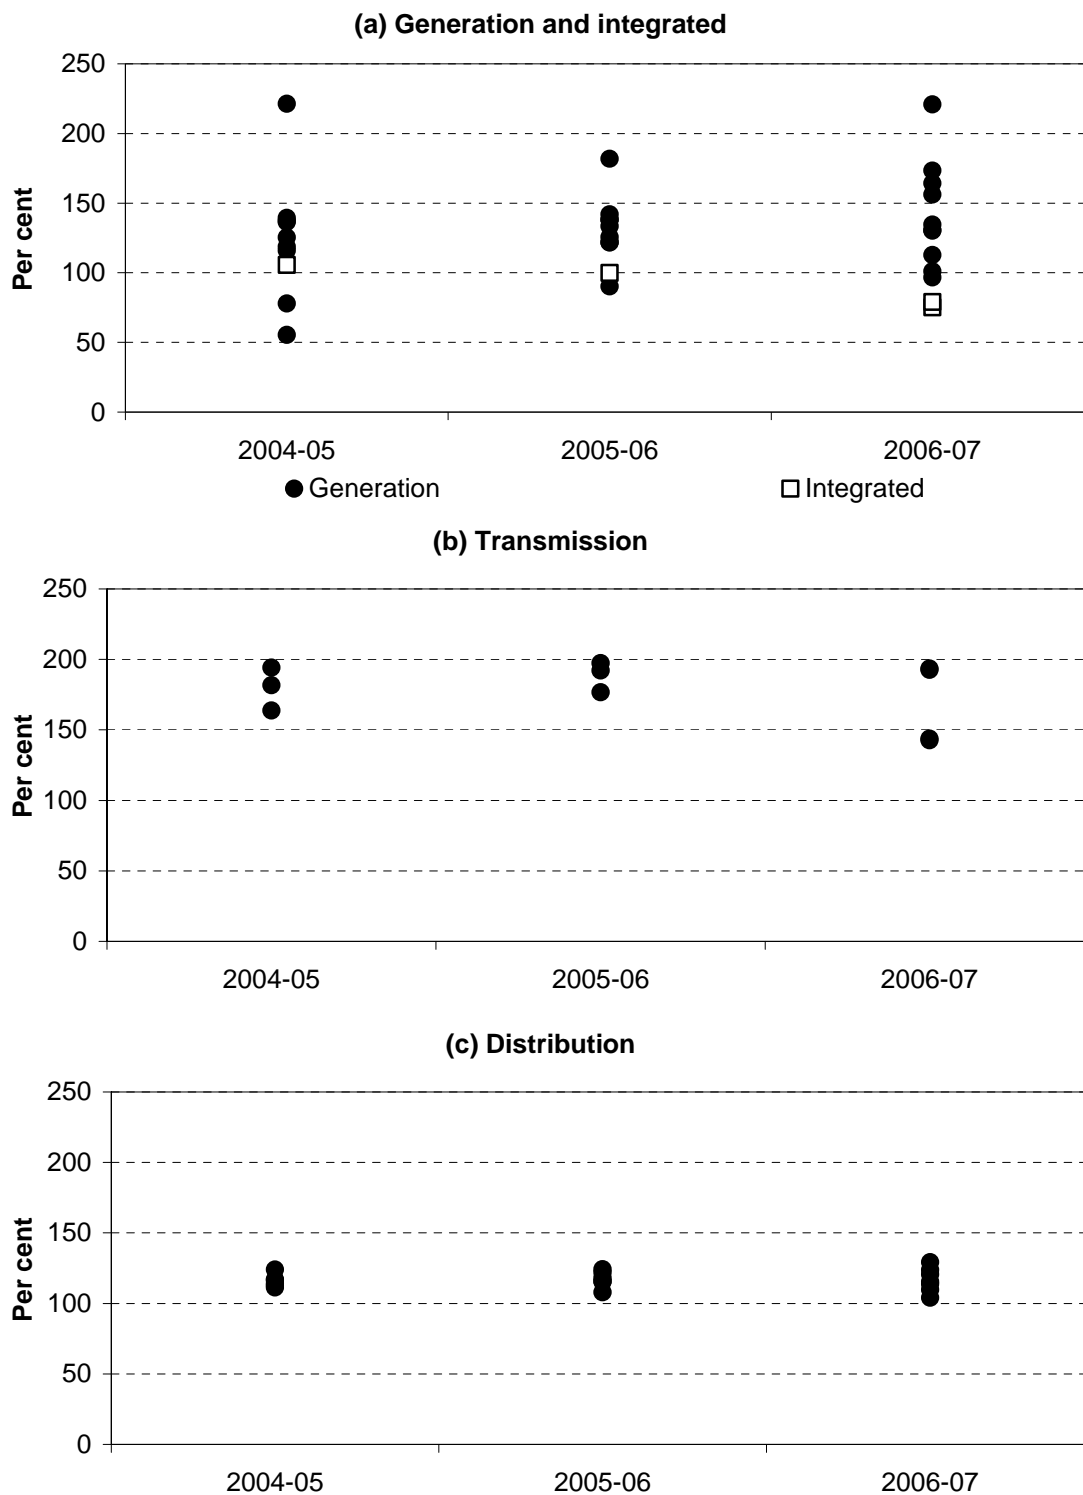 (a) Generation and integrated
250
200
150
100
50
0
Per cent
2004-05 2005-06 2006-07
Generation Integrated
(b) Transmission
250
200
150
100
50
0
Per cent
2004-05 2005-06 2006-07
(c) Distribution
250
200
150
100
50
0
Per cent
2004-05 2005-06 2006-07